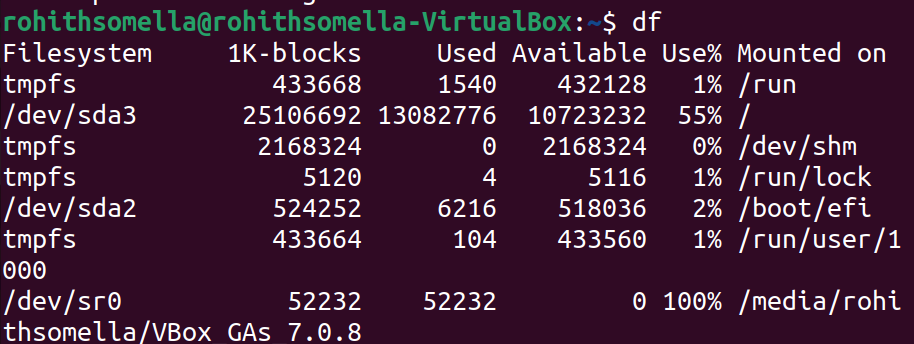 rohithsomella@rohithsomella-VirtualBox:~$ df
Filesystem     1K-blocks     Used Available Use% Mounted on
tmpfs             433668     1540    432128   1% /run
/dev/sda3       25106692 13082776  10723232  55% /
tmpfs            2168324        0   2168324   0% /dev/shm
tmpfs               5120        4      5116   1% /run/lock
/dev/sda2         524252     6216    518036   2% /boot/efi
tmpfs             433664      104    433560   1% /run/user/1
000
/dev/sr0           52232    52232         0 100% /media/rohi
thsomella/VBox_GAs_7.0.8